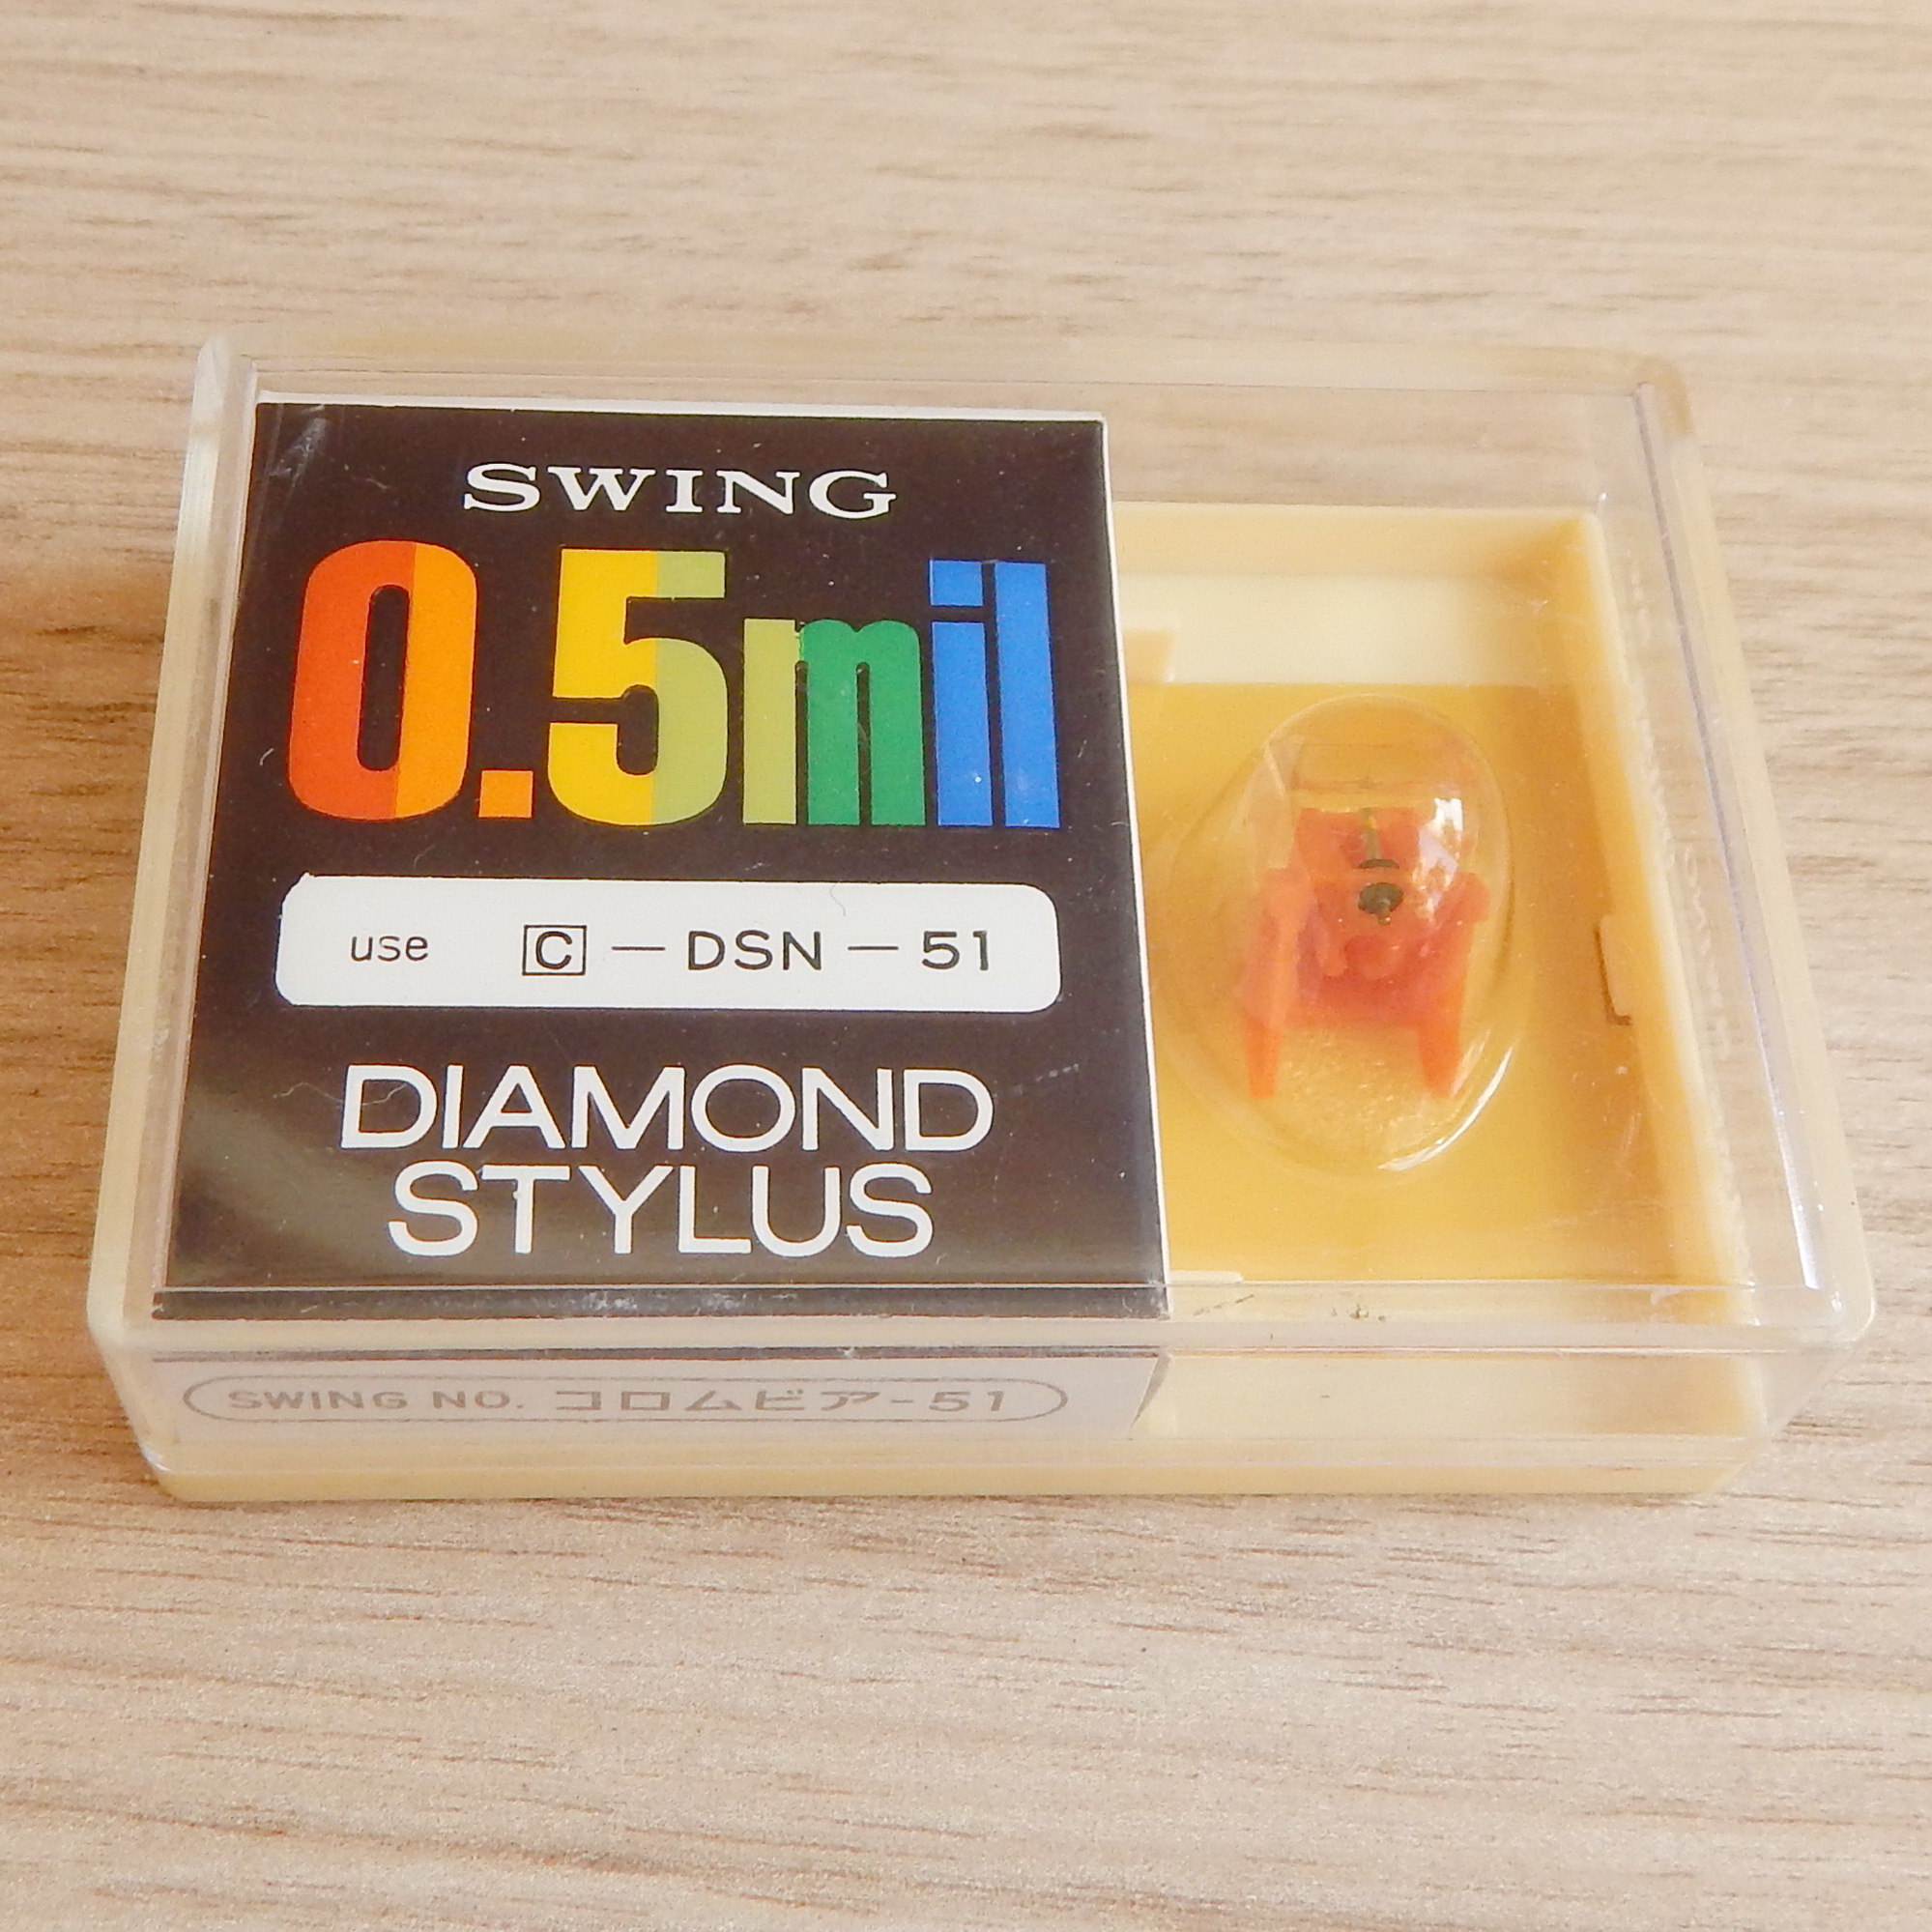 SWING
0.5mil
use C-DSN-51
DIAMOND
STYLUS
SWING NO. コロムビア-51